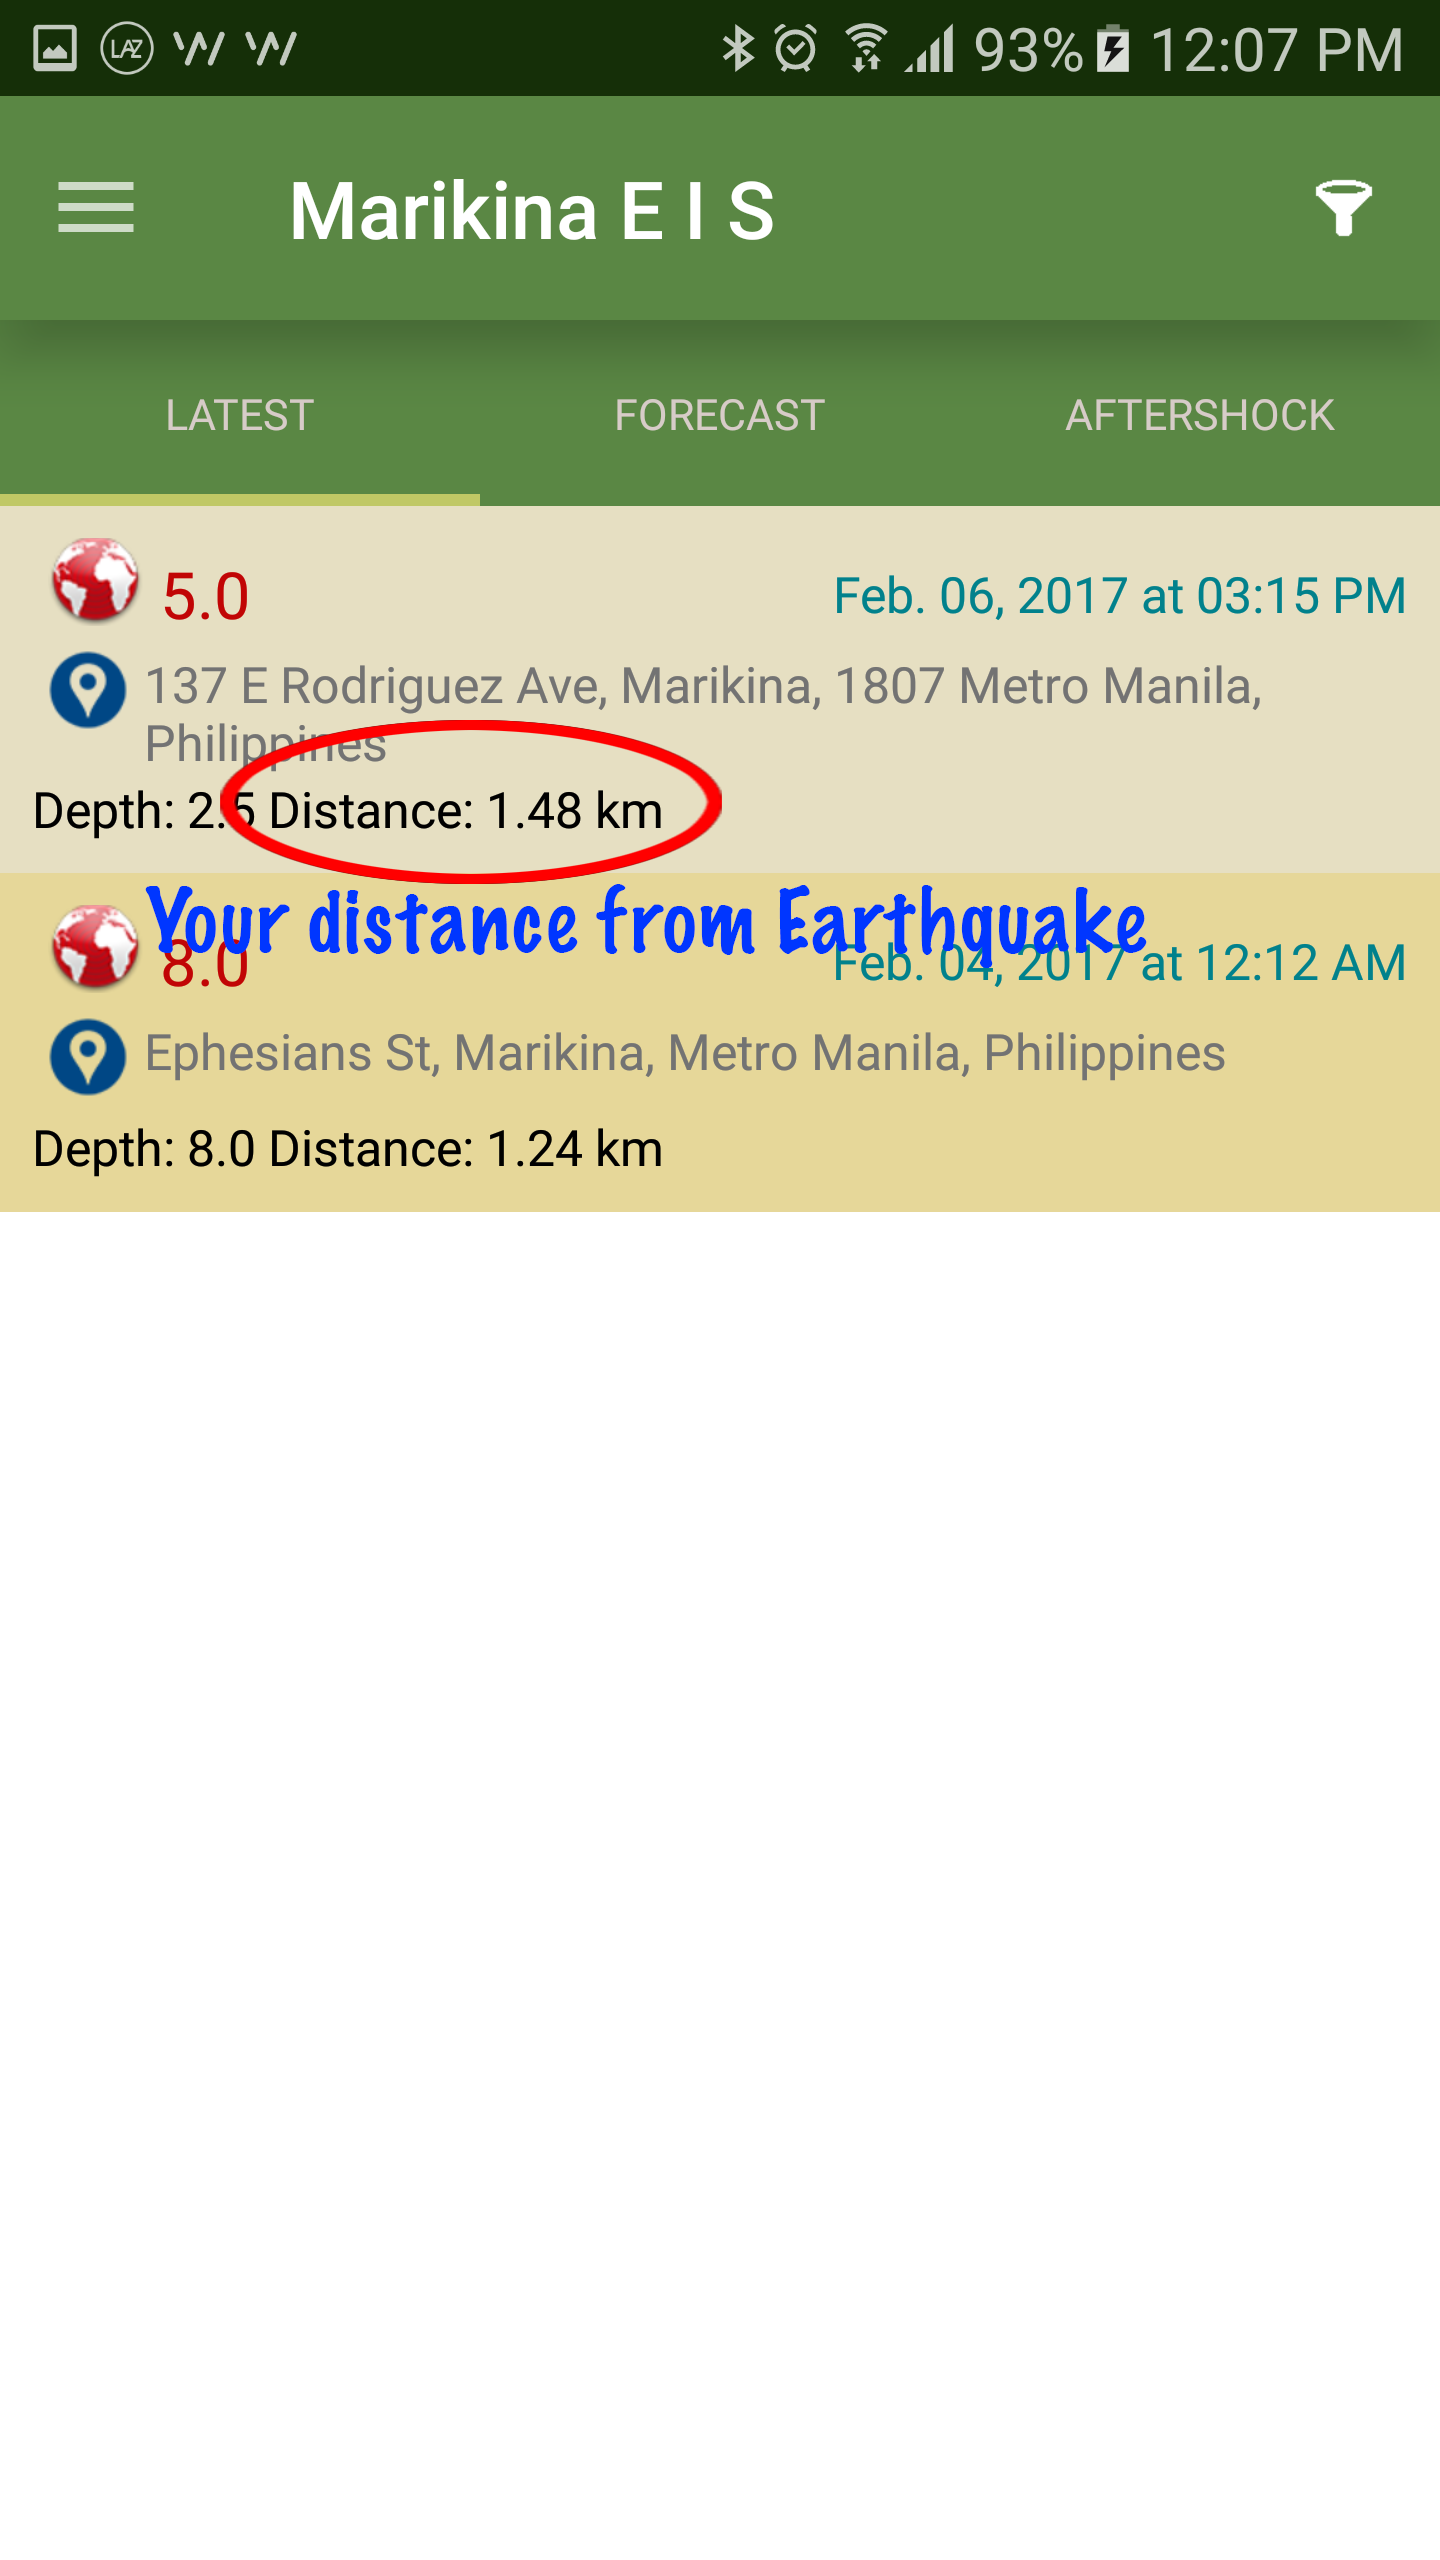 LAZ 93% 12:07 PM
Marikina E I S
LATEST FORECAST AFTERSHOCK
5.0 Feb. 06, 2017 at 03:15 PM
137 E Rodriguez Ave, Marikina, 1807 Metro Manila,
Philippines
Depth: 2.5 Distance: 1.48 km
Your distance from Earthquake
8.0 Feb. 04, 2017 at 12:12 AM
Ephesians St, Marikina, Metro Manila, Philippines
Depth: 8.0 Distance: 1.24 km